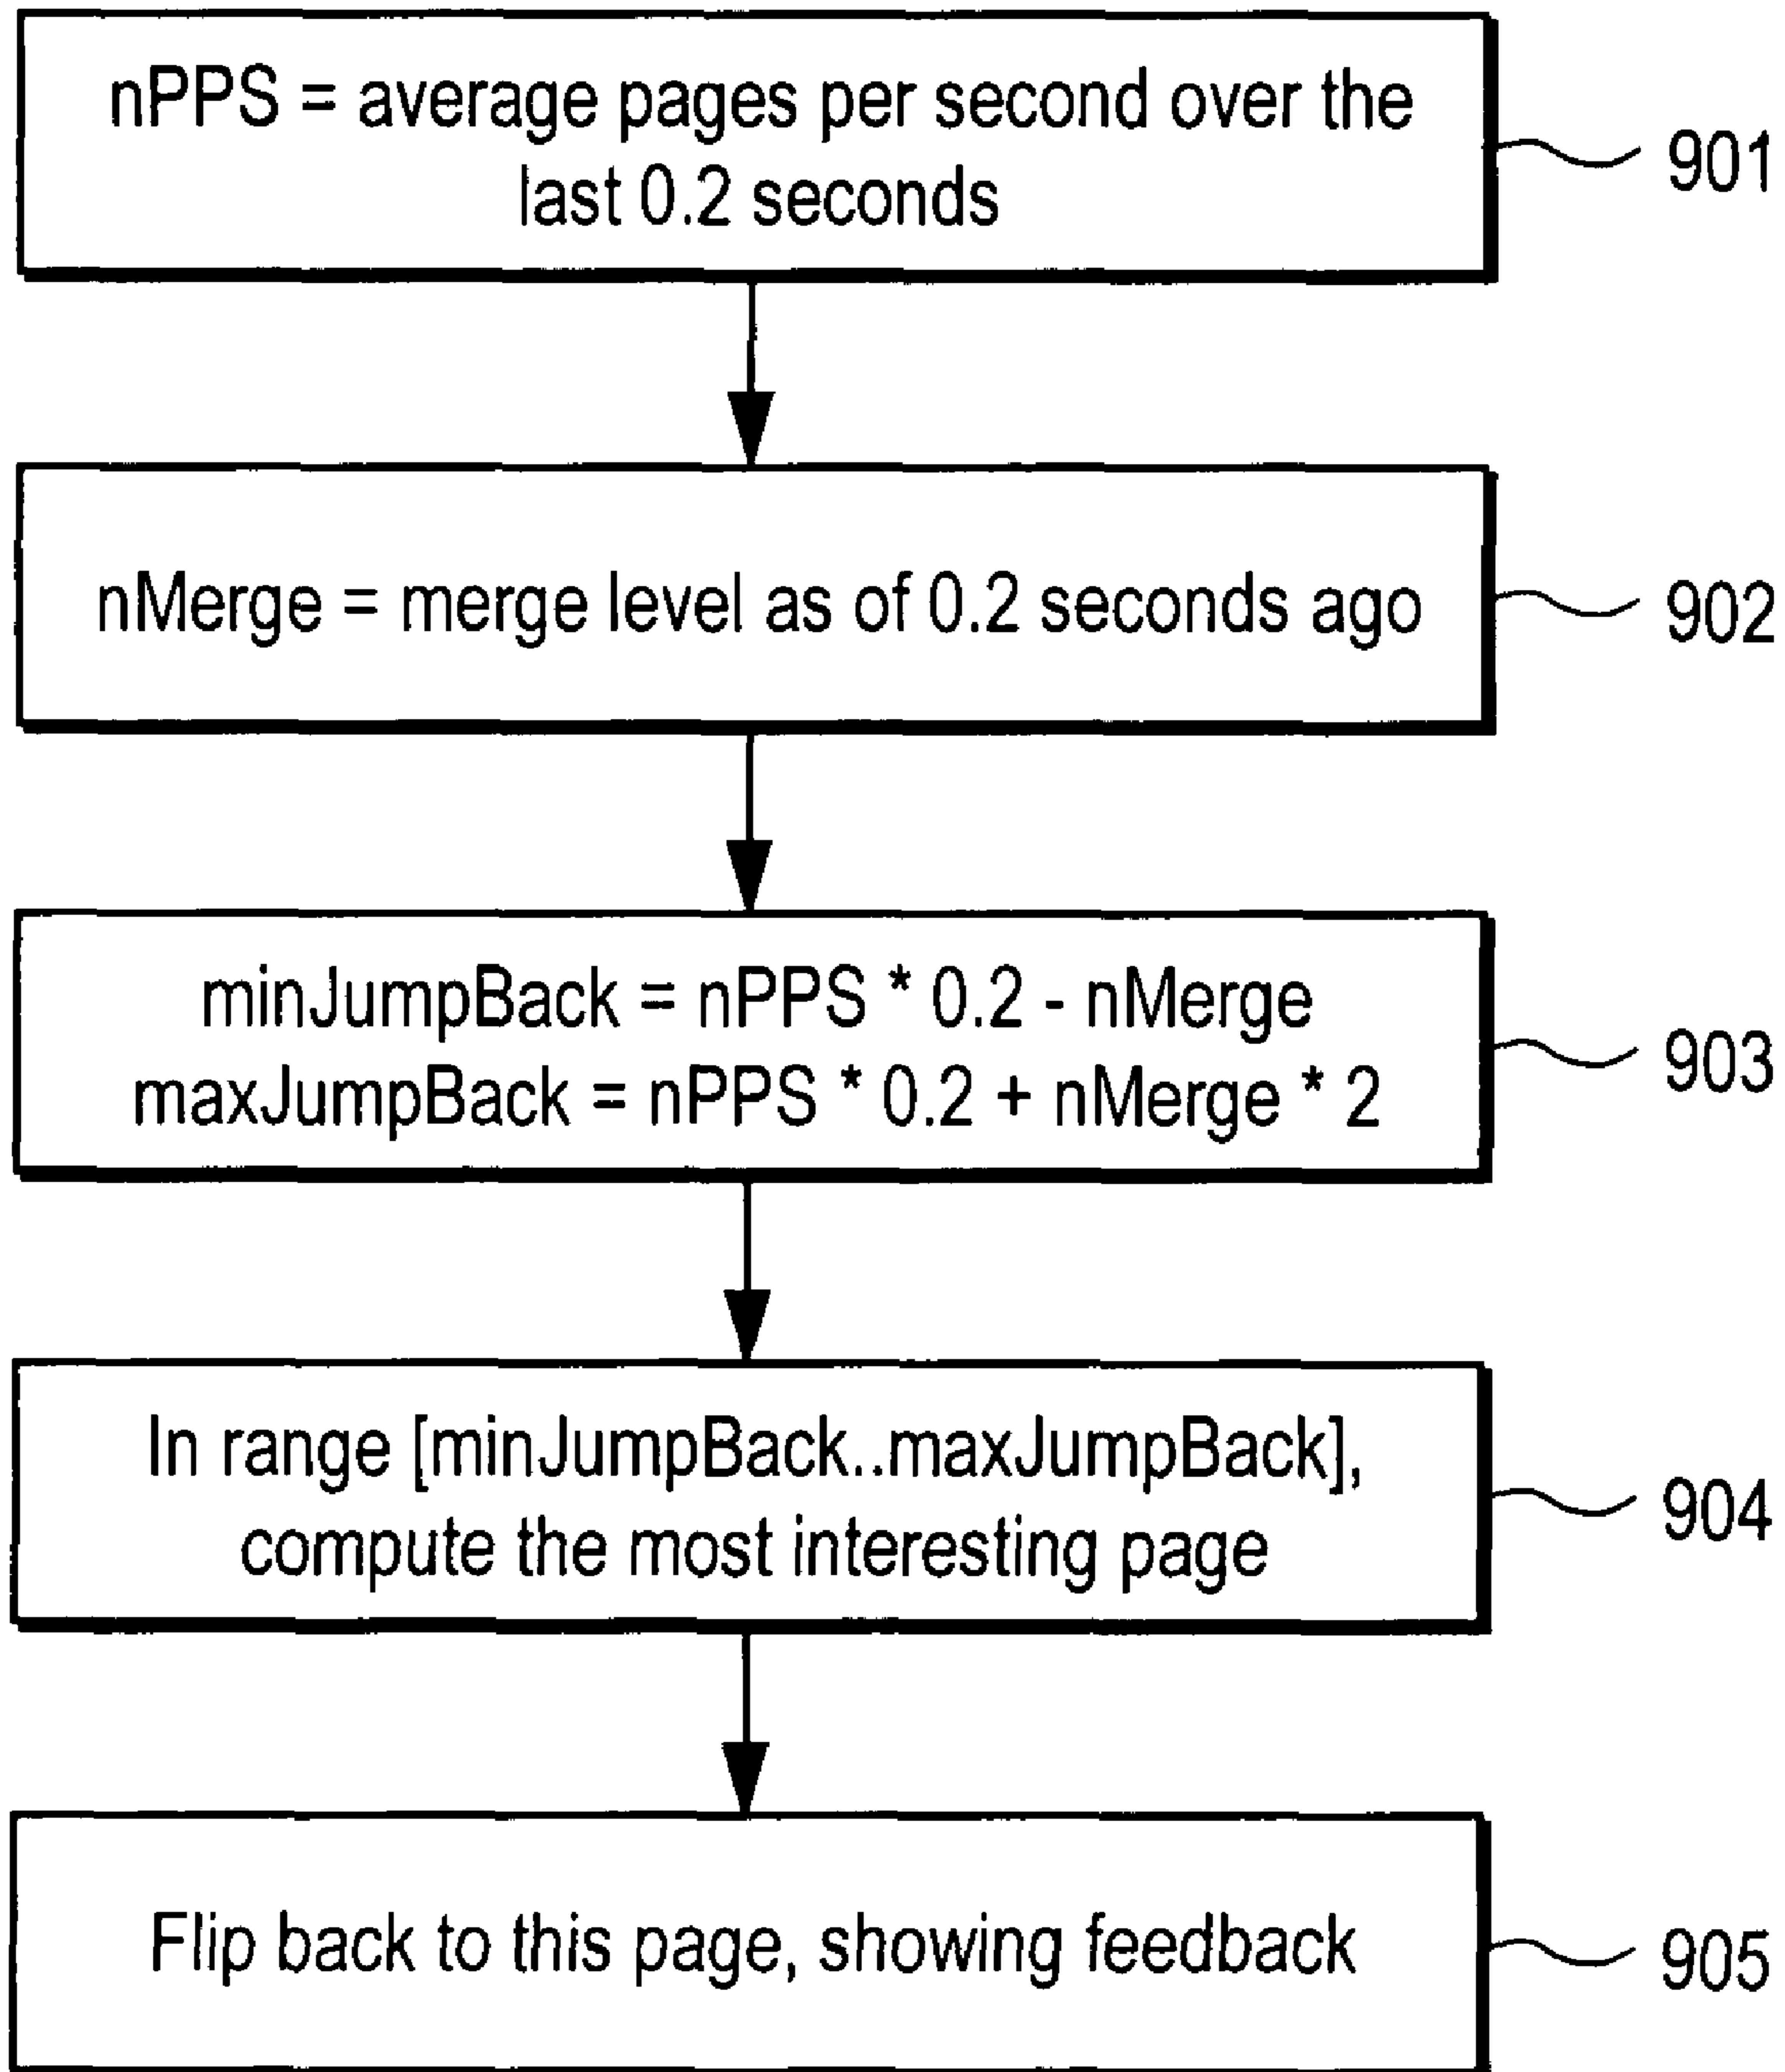 nPPS = average pages per second over the
last 0.2 seconds
901
nMerge = merge level as of 0.2 seconds ago
902
minJumpBack = nPPS * 0.2 - nMerge
maxJumpBack = nPPS * 0.2 + nMerge * 2
903
In range [minJumpBack..maxJumpBack],
compute the most interesting page
904
Flip back to this page, showing feedback
905